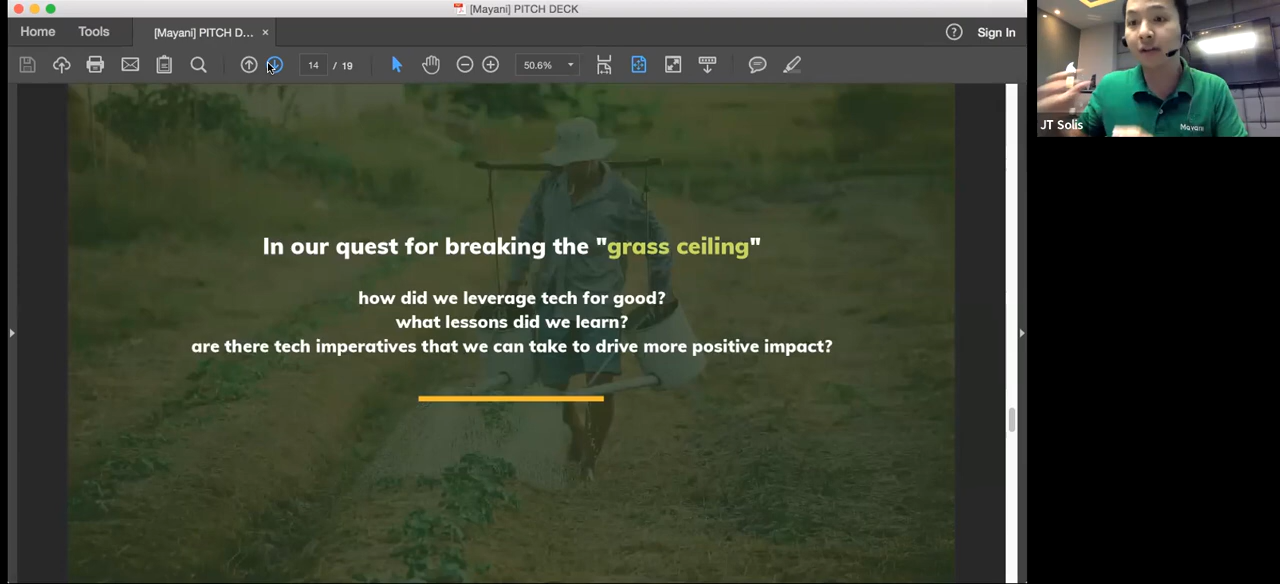 [Mayani] PITCH DECK
Home
Tools
[Mayani] PITCH D... ×
? Sign In
14 / 19
50.6%
In our quest for breaking the "grass ceiling"
how did we leverage tech for good?
what lessons did we learn?
are there tech imperatives that we can take to drive more positive impact?
Mayani
JT Solis